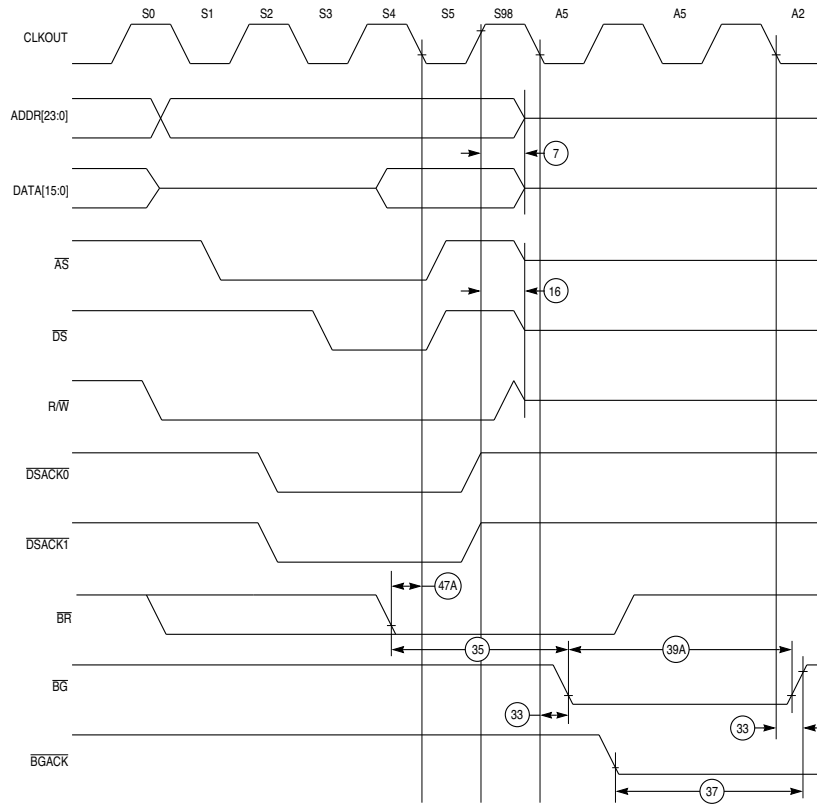 S0 S1 S2 S3 S4 S5 S98 A5 A5 A2
CLKOUT
ADDR[23:0]
7
DATA[15:0]
AS
16
DS
R/W
DSACK0
DSACK1
47A
BR
35 39A
BG
33 33
BGACK
37